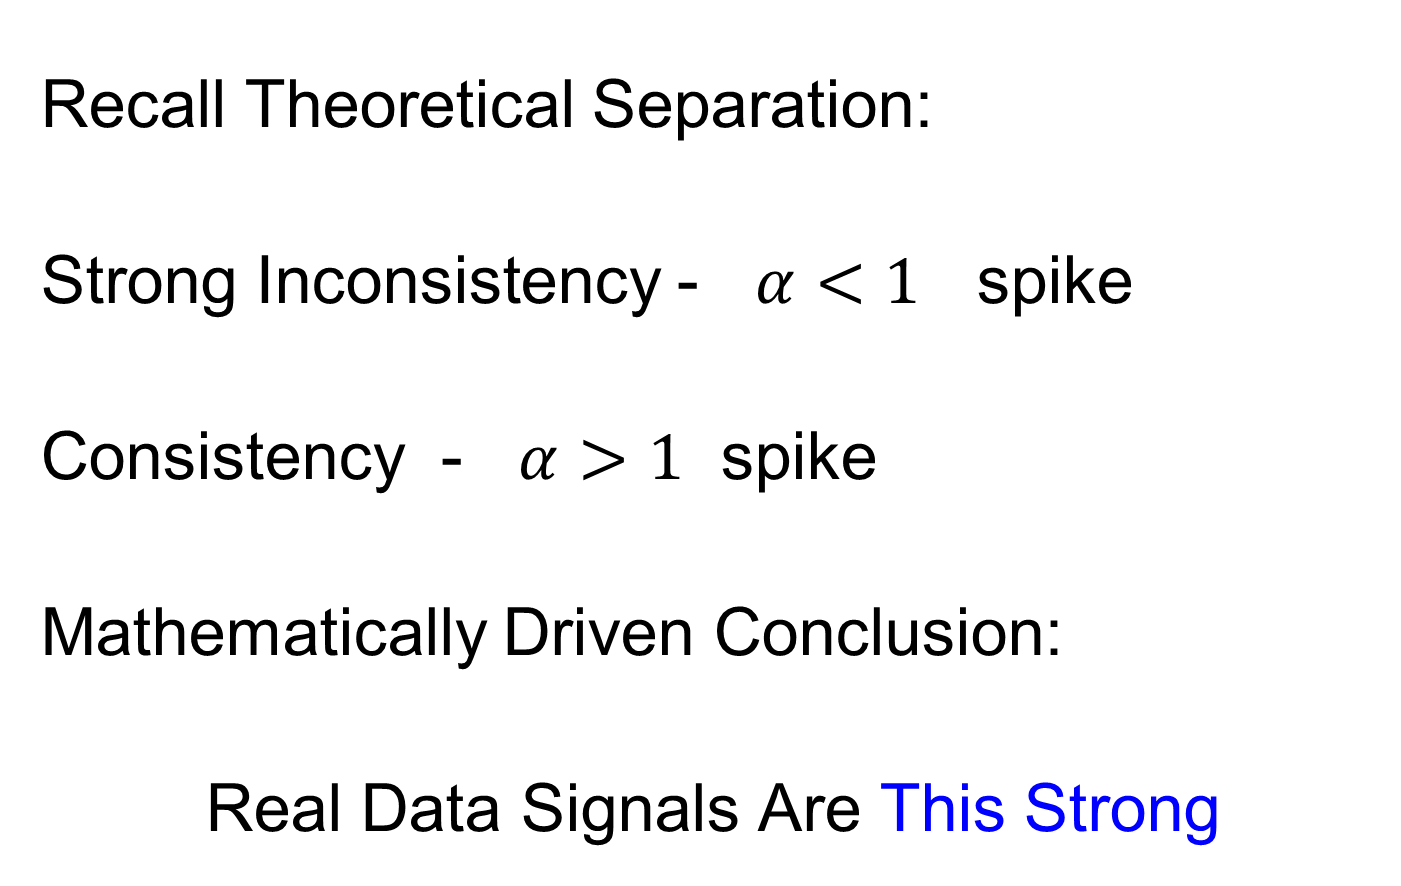 Recall Theoretical Separation:
Strong Inconsistency - 𝛼 < 1 spike
Consistency - 𝛼 > 1 spike
Mathematically Driven Conclusion:
Real Data Signals Are This Strong